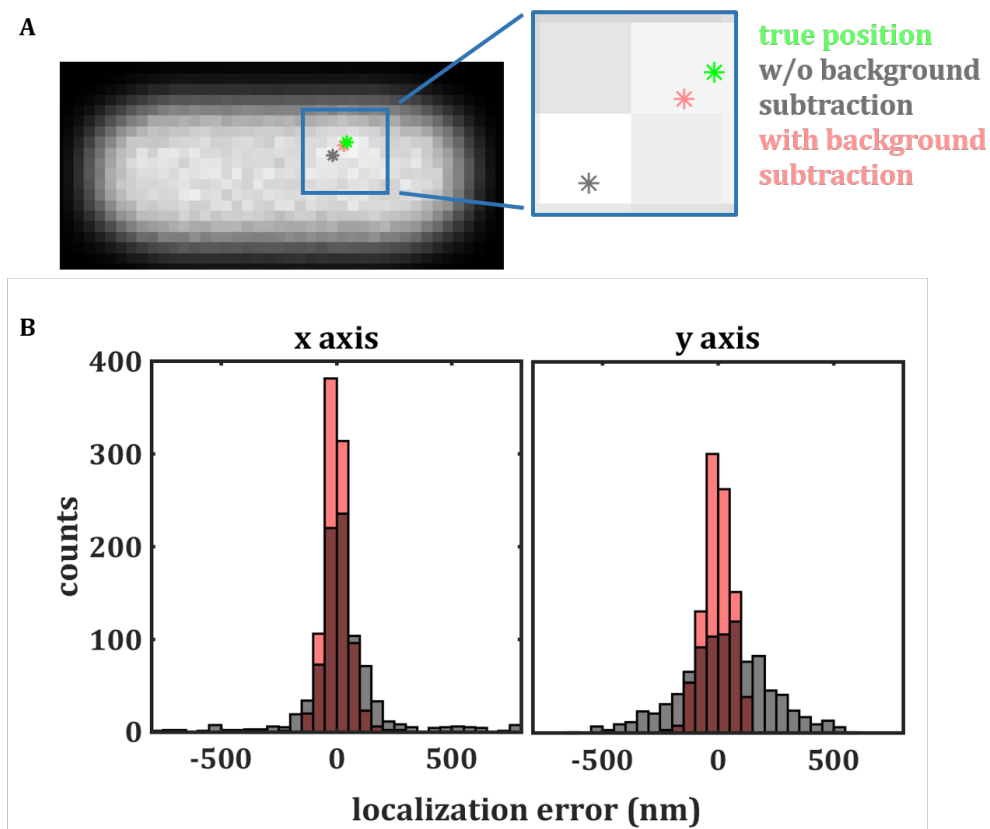 A
true position
w/o background
subtraction
with background
subtraction
B
x axis
y axis
400
300
200
100
0
counts
-500 0 500
-500 0 500
localization error (nm)